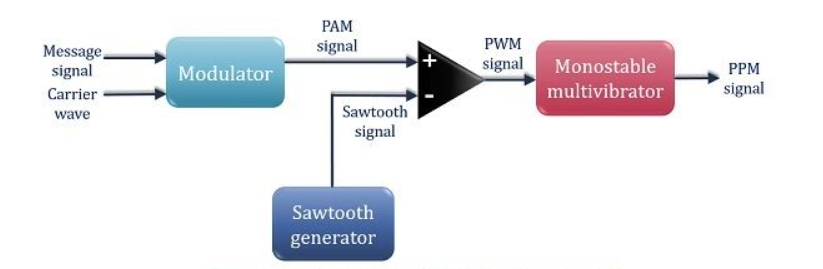 Message
signal
Carrier
wave
Modulator
PAM
signal
+
-
Sawtooth
signal
Sawtooth
generator
PWM
signal
Monostable
multivibrator
PPM
signal